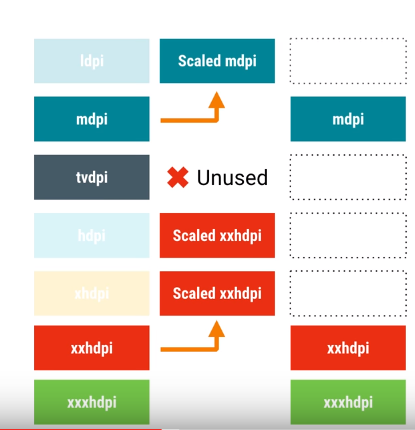 ldpi Scaled mdpi
mdpi mdpi
tvdpi Unused
hdpi Scaled xxhdpi
xhdpi Scaled xxhdpi
xxhdpi xxhdpi
xxxhdpi xxxhdpi